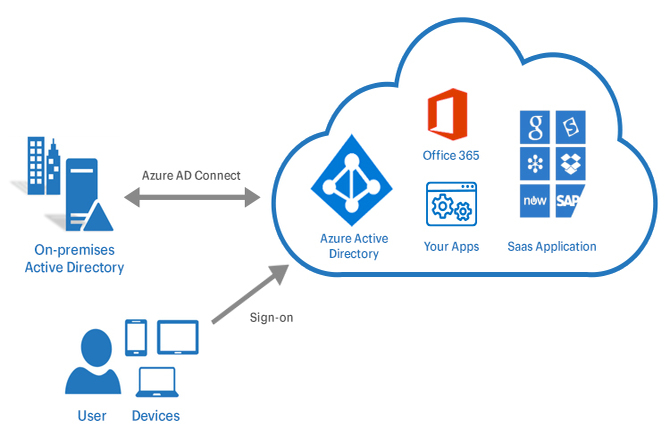 Office 365
g
now
SAP
Azure AD Connect
Azure Active
Directory
Your Apps
Saas Application
On-premises
Active Directory
Sign-on
User
Devices